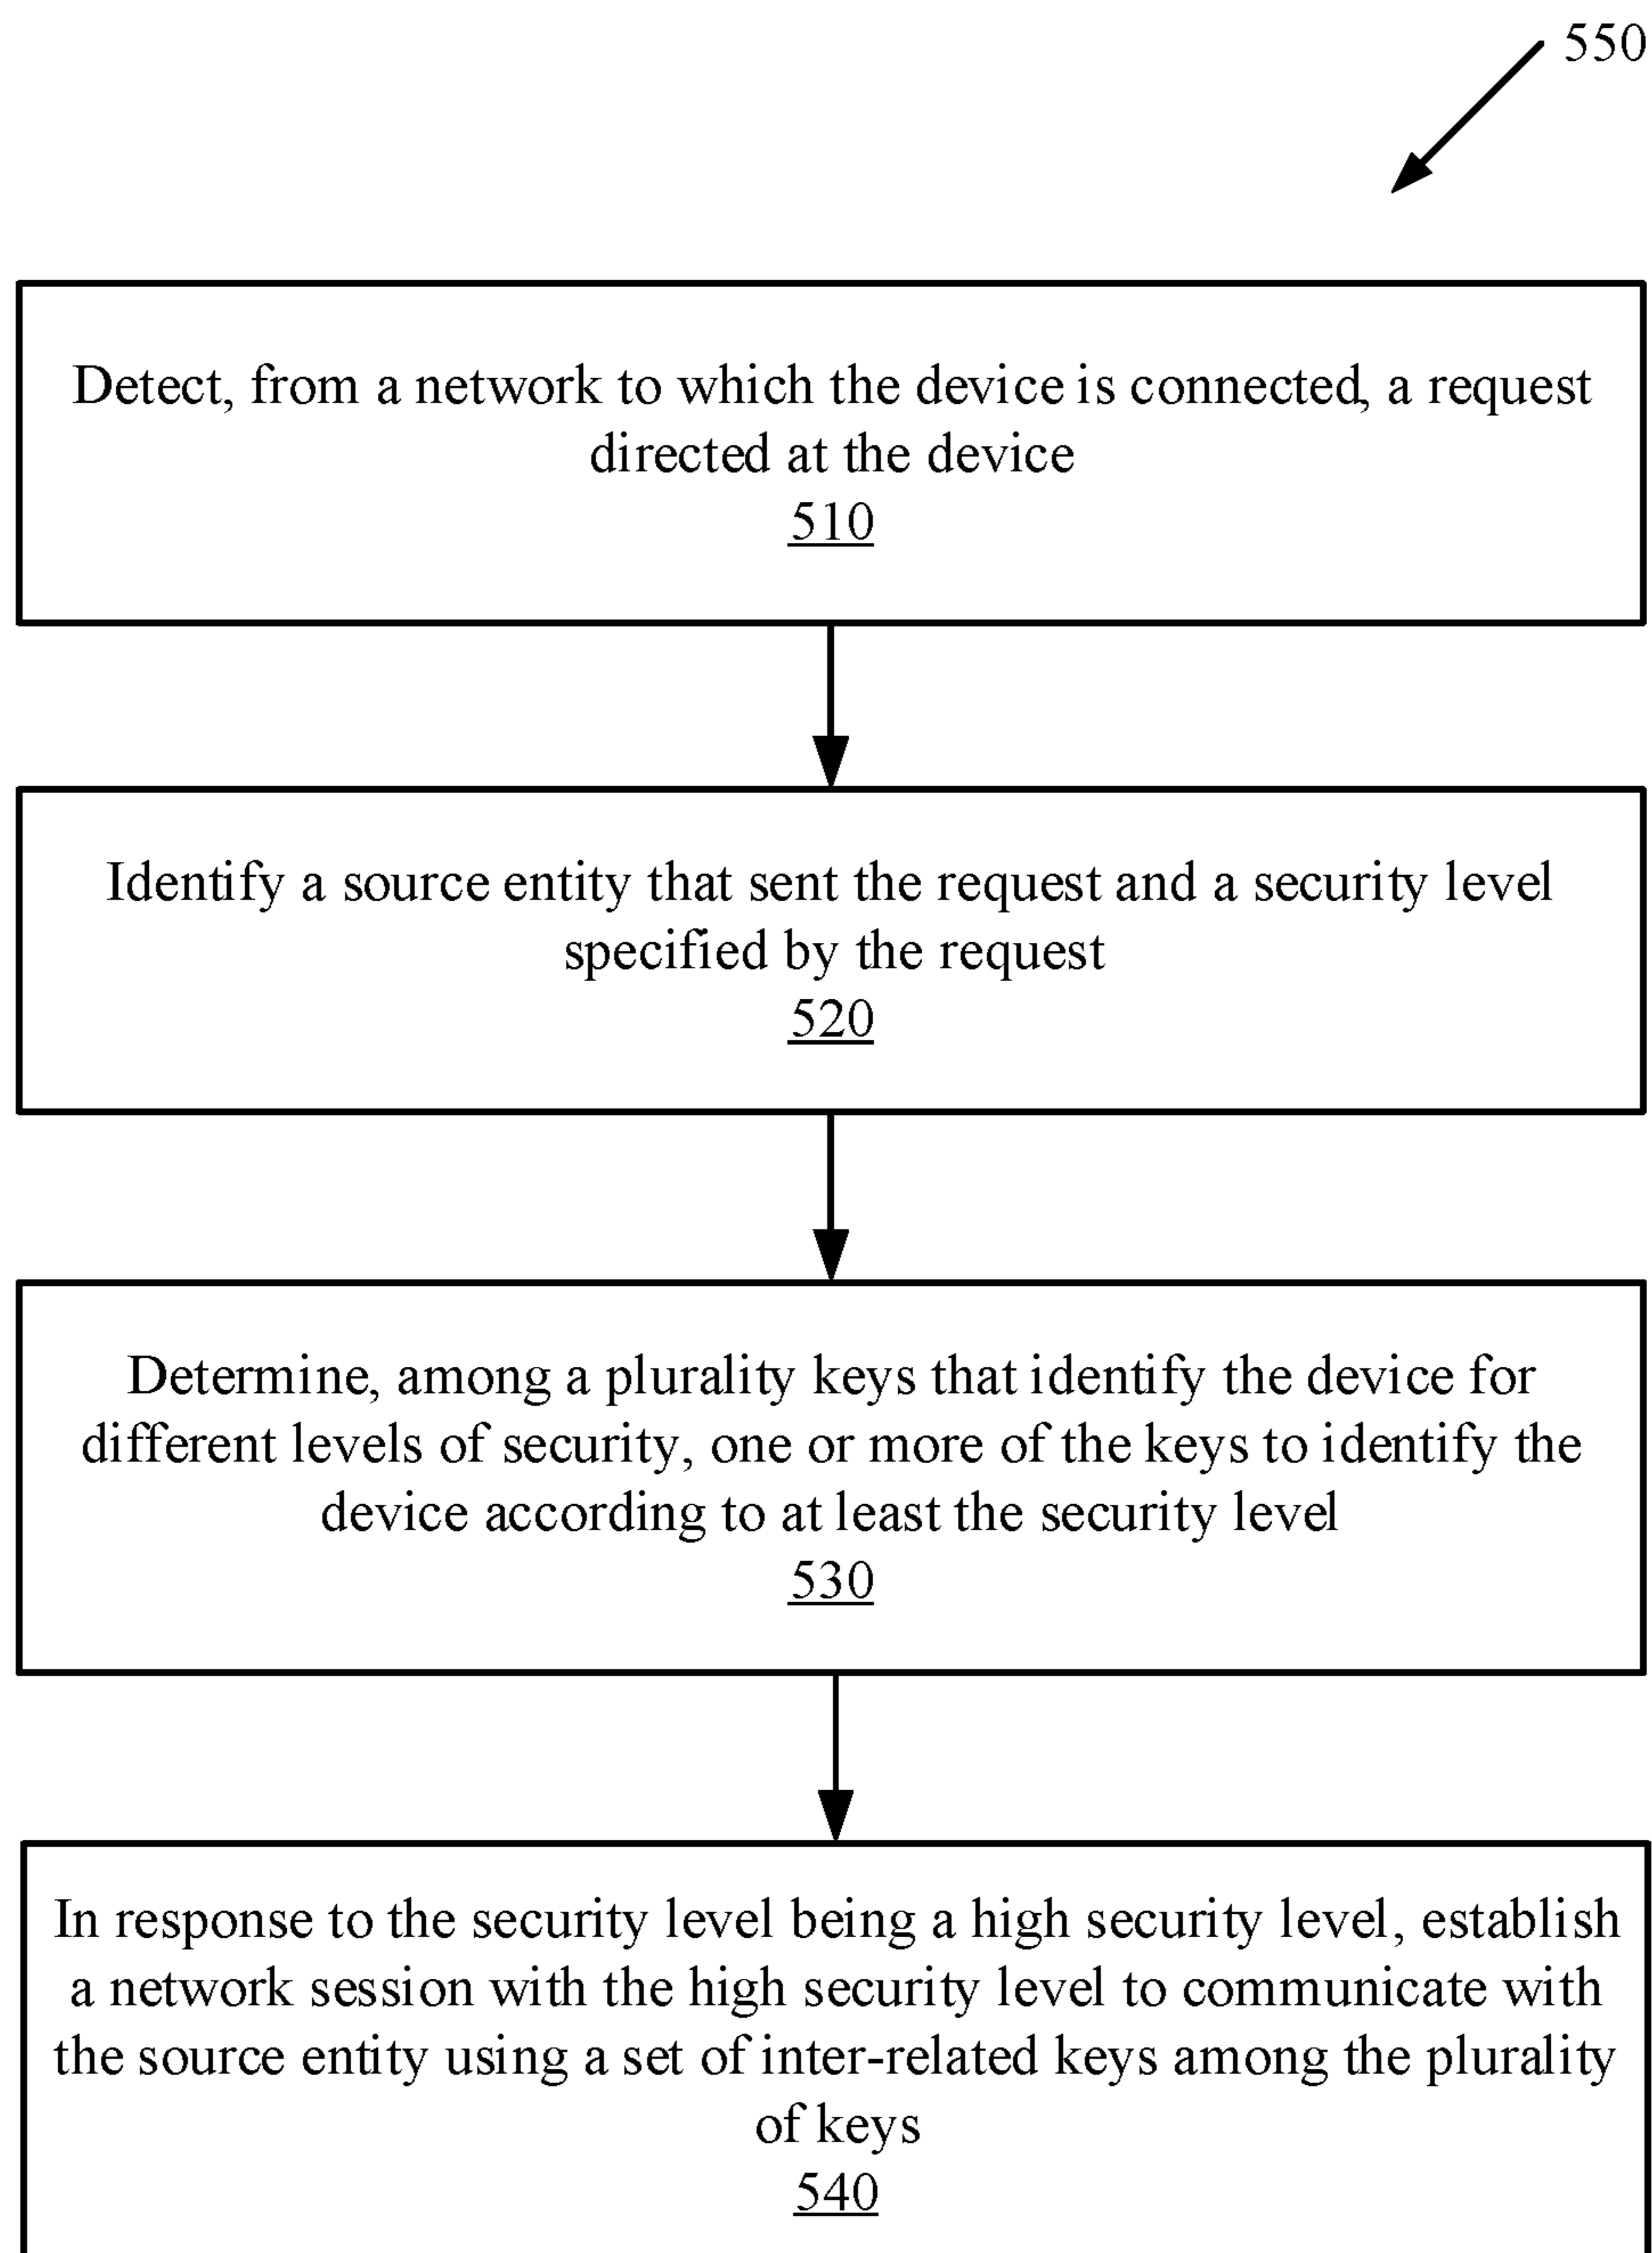 550
Detect, from a network to which the device is connected, a request
directed at the device
510
Identify a source entity that sent the request and a security level
specified by the request
520
Determine, among a plurality keys that identify the device for
different levels of security, one or more of the keys to identify the
device according to at least the security level
530
In response to the security level being a high security level, establish
a network session with the high security level to communicate with
the source entity using a set of inter-related keys among the plurality
of keys
540